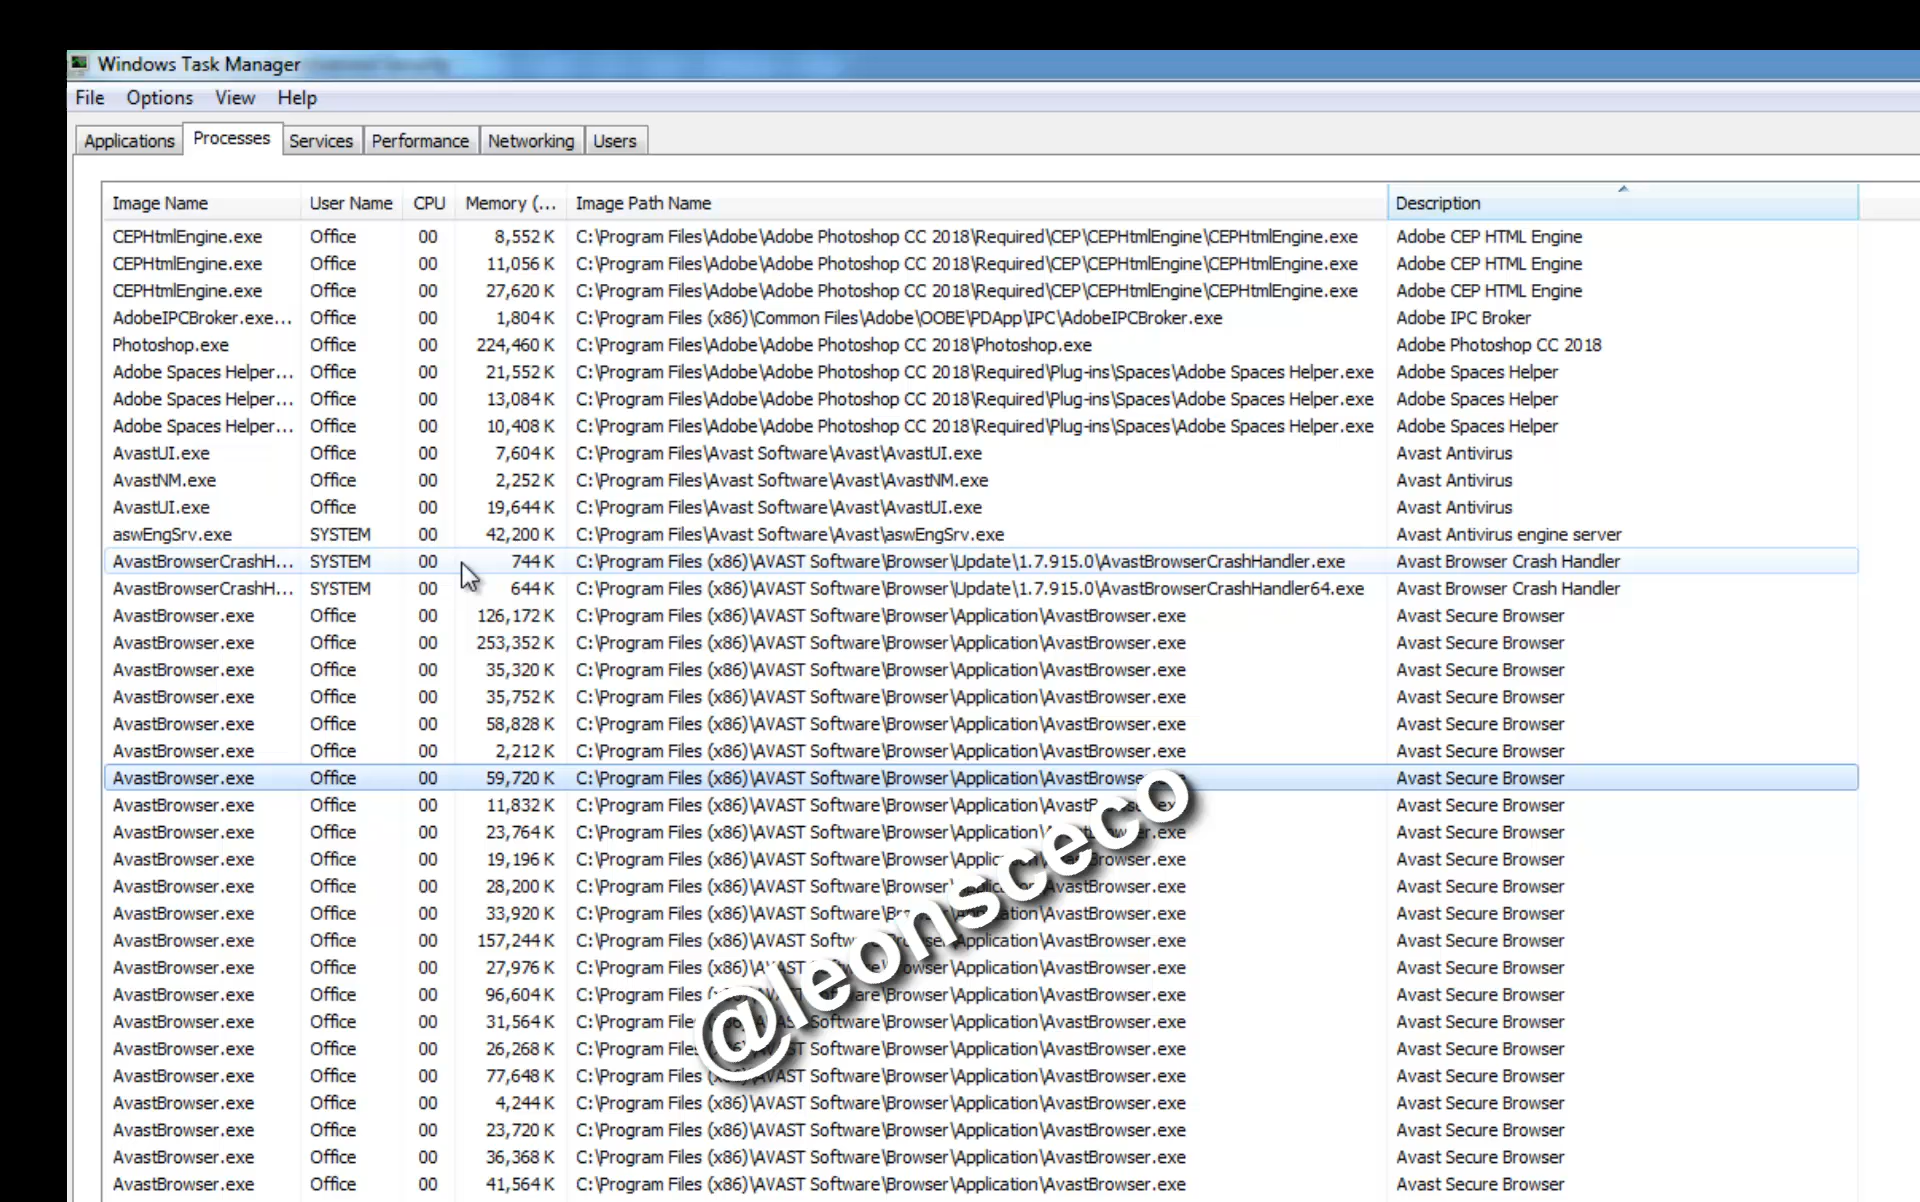 Windows Task Manager
File Options View Help
Applications Processes Services Performance Networking Users
Image Name User Name CPU Memory (... Image Path Name Description
CEPHtmlEngine.exe Office 00 8,552 K C:\Program Files\Adobe\Adobe Photoshop CC 2018\Required\CEP\CEPHtmlEngine\CEPHtmlEngine.exe Adobe CEP HTML Engine
CEPHtmlEngine.exe Office 00 11,056 K C:\Program Files\Adobe\Adobe Photoshop CC 2018\Required\CEP\CEPHtmlEngine\CEPHtmlEngine.exe Adobe CEP HTML Engine
CEPHtmlEngine.exe Office 00 27,620 K C:\Program Files\Adobe\Adobe Photoshop CC 2018\Required\CEP\CEPHtmlEngine\CEPHtmlEngine.exe Adobe CEP HTML Engine
AdobeIPCBroker.exe... Office 00 1,804 K C:\Program Files (x86)\Common Files\Adobe\OOBE\PDApp\IPC\AdobeIPCBroker.exe Adobe IPC Broker
Photoshop.exe Office 00 224,460 K C:\Program Files\Adobe\Adobe Photoshop CC 2018\Photoshop.exe Adobe Photoshop CC 2018
Adobe Spaces Helper... Office 00 21,552 K C:\Program Files\Adobe\Adobe Photoshop CC 2018\Required\Plug-ins\Spaces\Adobe Spaces Helper.exe Adobe Spaces Helper
Adobe Spaces Helper... Office 00 13,084 K C:\Program Files\Adobe\Adobe Photoshop CC 2018\Required\Plug-ins\Spaces\Adobe Spaces Helper.exe Adobe Spaces Helper
Adobe Spaces Helper... Office 00 10,408 K C:\Program Files\Adobe\Adobe Photoshop CC 2018\Required\Plug-ins\Spaces\Adobe Spaces Helper.exe Adobe Spaces Helper
AvastUI.exe Office 00 7,604 K C:\Program Files\Avast Software\Avast\AvastUI.exe Avast Antivirus
AvastNM.exe Office 00 2,252 K C:\Program Files\Avast Software\Avast\AvastNM.exe Avast Antivirus
AvastUI.exe Office 00 19,644 K C:\Program Files\Avast Software\Avast\AvastUI.exe Avast Antivirus
aswEngSrv.exe SYSTEM 00 42,200 K C:\Program Files\Avast Software\Avast\aswEngSrv.exe Avast Antivirus engine server
AvastBrowserCrashH... SYSTEM 00 744 K C:\Program Files (x86)\AVAST Software\Browser\Update\1.7.915.0\AvastBrowserCrashHandler.exe Avast Browser Crash Handler
AvastBrowserCrashH... SYSTEM 00 644 K C:\Program Files (x86)\AVAST Software\Browser\Update\1.7.915.0\AvastBrowserCrashHandler64.exe Avast Browser Crash Handler
AvastBrowser.exe Office 00 126,172 K C:\Program Files (x86)\AVAST Software\Browser\Application\AvastBrowser.exe Avast Secure Browser
AvastBrowser.exe Office 00 253,352 K C:\Program Files (x86)\AVAST Software\Browser\Application\AvastBrowser.exe Avast Secure Browser
AvastBrowser.exe Office 00 35,320 K C:\Program Files (x86)\AVAST Software\Browser\Application\AvastBrowser.exe Avast Secure Browser
AvastBrowser.exe Office 00 35,752 K C:\Program Files (x86)\AVAST Software\Browser\Application\AvastBrowser.exe Avast Secure Browser
AvastBrowser.exe Office 00 58,828 K C:\Program Files (x86)\AVAST Software\Browser\Application\AvastBrowser.exe Avast Secure Browser
AvastBrowser.exe Office 00 2,212 K C:\Program Files (x86)\AVAST Software\Browser\Application\AvastBrowser.exe Avast Secure Browser
AvastBrowser.exe Office 00 59,720 K C:\Program Files (x86)\AVAST Software\Browser\Application\AvastBrowser.exe Avast Secure Browser
AvastBrowser.exe Office 00 11,832 K C:\Program Files (x86)\AVAST Software\Browser\Application\AvastBrowser.exe Avast Secure Browser
AvastBrowser.exe Office 00 23,764 K C:\Program Files (x86)\AVAST Software\Browser\Application\AvastBrowser.exe Avast Secure Browser
AvastBrowser.exe Office 00 19,196 K C:\Program Files (x86)\AVAST Software\Browser\Application\AvastBrowser.exe Avast Secure Browser
AvastBrowser.exe Office 00 28,200 K C:\Program Files (x86)\AVAST Software\Browser\Application\AvastBrowser.exe Avast Secure Browser
AvastBrowser.exe Office 00 33,920 K C:\Program Files (x86)\AVAST Software\Browser\Application\AvastBrowser.exe Avast Secure Browser
AvastBrowser.exe Office 00 157,244 K C:\Program Files (x86)\AVAST Software\Browser\Application\AvastBrowser.exe Avast Secure Browser
AvastBrowser.exe Office 00 27,976 K C:\Program Files (x86)\AVAST Software\Browser\Application\AvastBrowser.exe Avast Secure Browser
AvastBrowser.exe Office 00 96,604 K C:\Program Files (x86)\AVAST Software\Browser\Application\AvastBrowser.exe Avast Secure Browser
AvastBrowser.exe Office 00 31,564 K C:\Program Files (x86)\AVAST Software\Browser\Application\AvastBrowser.exe Avast Secure Browser
AvastBrowser.exe Office 00 26,268 K C:\Program Files (x86)\AVAST Software\Browser\Application\AvastBrowser.exe Avast Secure Browser
AvastBrowser.exe Office 00 77,648 K C:\Program Files (x86)\AVAST Software\Browser\Application\AvastBrowser.exe Avast Secure Browser
AvastBrowser.exe Office 00 4,244 K C:\Program Files (x86)\AVAST Software\Browser\Application\AvastBrowser.exe Avast Secure Browser
AvastBrowser.exe Office 00 23,720 K C:\Program Files (x86)\AVAST Software\Browser\Application\AvastBrowser.exe Avast Secure Browser
AvastBrowser.exe Office 00 36,368 K C:\Program Files (x86)\AVAST Software\Browser\Application\AvastBrowser.exe Avast Secure Browser
AvastBrowser.exe Office 00 41,564 K C:\Program Files (x86)\AVAST Software\Browser\Application\AvastBrowser.exe Avast Secure Browser
@leonsceco